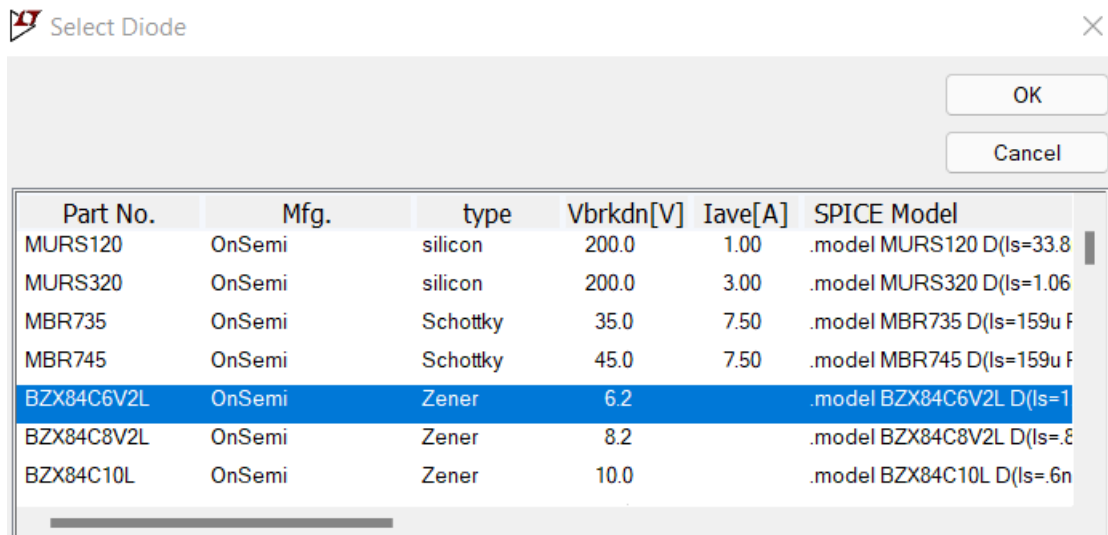 Select Diode
OK
Cancel
Part No. Mfg. type Vbrkdn[V] Iave[A] SPICE Model
MURS120 OnSemi silicon 200.0 1.00 .model MURS120 D(Is=33.8
MURS320 OnSemi silicon 200.0 3.00 .model MURS320 D(Is=1.06
MBR735 OnSemi Schottky 35.0 7.50 .model MBR735 D(Is=159u
MBR745 OnSemi Schottky 45.0 7.50 .model MBR745 D(Is=159u
BZX84C6V2L OnSemi Zener 6.2 .model BZX84C6V2L D(Is=1
BZX84C8V2L OnSemi Zener 8.2 .model BZX84C8V2L D(Is=.8
BZX84C10L OnSemi Zener 10.0 .model BZX84C10L D(Is=.6n